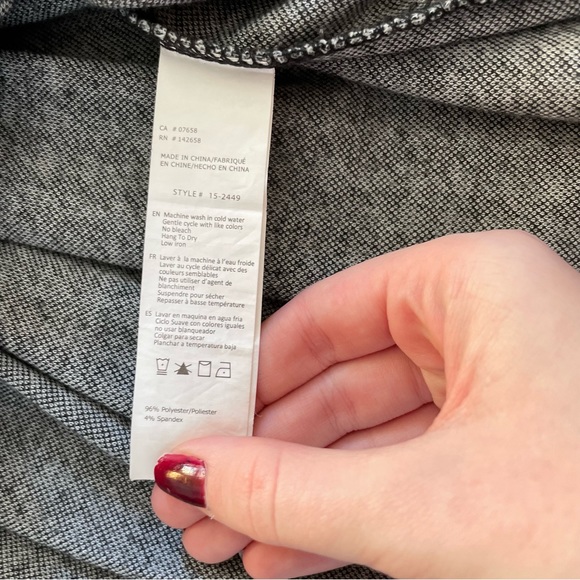 CA # 07658
RN # 142658
MADE IN CHINA/FABRIQUÉ
EN CHINE/HECHO EN CHINA
STYLE# 15-2449
EN Machine wash in cold water
Gentle cycle with like colors
No bleach
Hang To Dry
Low iron
FR Laver à la machine à l'eau froide
Laver au cycle délicat avec des
couleurs semblables
Ne pas utiliser d'agent de
blanchiment
Suspendre pour sécher
Repasser à basse température
ES Lavar en maquina en agua fria
Ciclo Suave con colores iguales
no usar blanqueador
Colgar para secar
Planchar a temperatura baja
96% Polyester/Poliester
4% Spandex